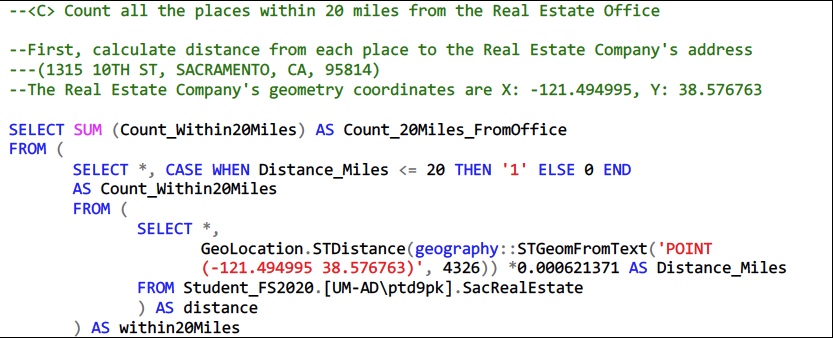 --<C> Count all the places within 20 miles from the Real Estate Office
--First, calculate distance from each place to the Real Estate Company's address
---(1315 10TH ST, SACRAMENTO, CA, 95814)
--The Real Estate Company's geometry coordinates are X: -121.494995, Y: 38.576763
SELECT SUM (Count_Within20Miles) AS Count_20Miles_FromOffice
FROM (
SELECT *, CASE WHEN Distance_Miles <= 20 THEN '1' ELSE 0 END
AS Count_Within20Miles
FROM (
SELECT *,
GeoLocation.STDistance(geography::STGeomFromText('POINT
(-121.494995 38.576763)', 4326)) *0.000621371 AS Distance_Miles
FROM Student_FS2020.[UM-AD\ptd9pk].SacRealEstate
) AS distance
) AS within20Miles